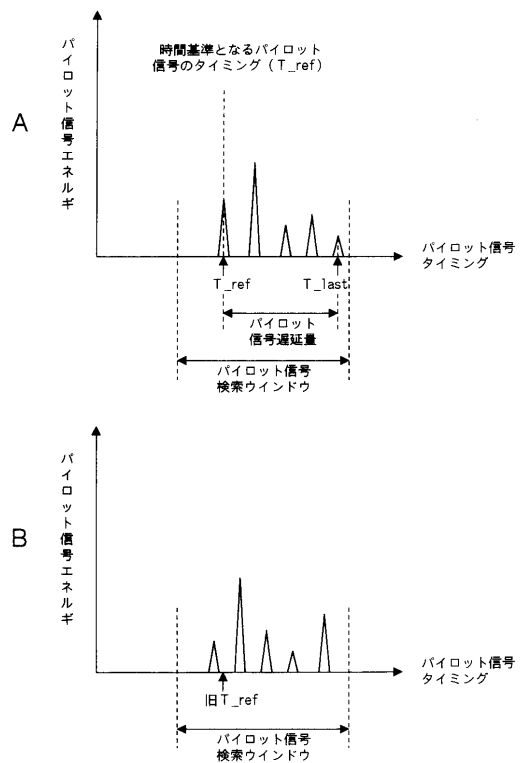 A
パイロット信号エネルギ
時間基準となるパイロット
信号のタイミング（T_ref）
パイロット信号
タイミング
T_ref
T_last
パイロット
信号遅延量
パイロット信号
検索ウインドウ
B
パイロット信号エネルギ
パイロット信号
タイミング
旧T_ref
パイロット信号
検索ウインドウ